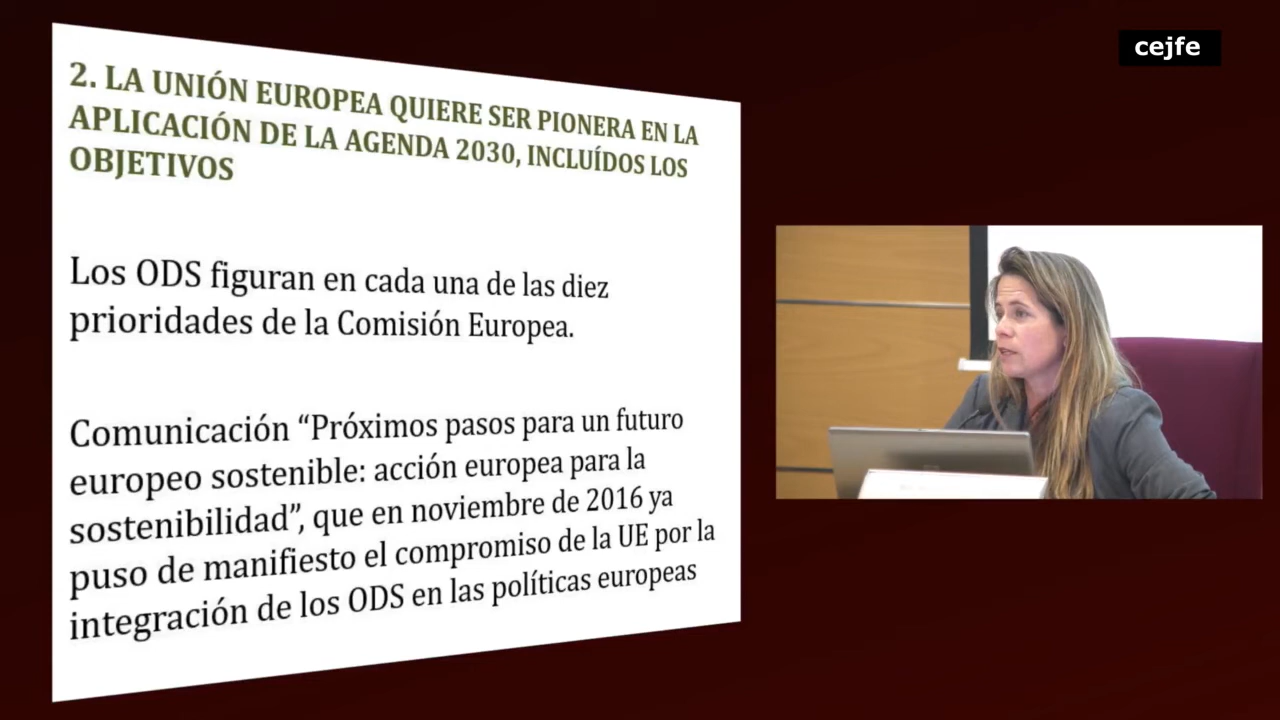 cejfe
2. LA UNIÓN EUROPEA QUIERE SER PIONERA EN LA
APLICACIÓN DE LA AGENDA 2030, INCLUÍDOS LOS
OBJETIVOS
Los ODS figuran en cada una de las diez
prioridades de la Comisión Europea.
Comunicación “Próximos pasos para un futuro
europeo sostenible: acción europea para la
sostenibilidad”, que en noviembre de 2016 ya
puso de manifiesto el compromiso de la UE por la
integración de los ODS en las políticas europeas